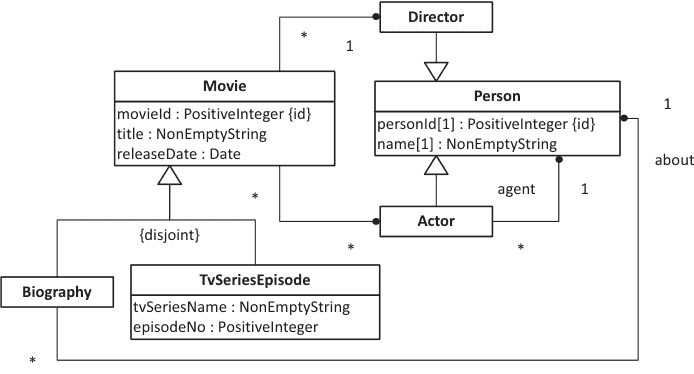 Director
*
1
Movie
movieId : PositiveInteger {id}
title : NonEmptyString
releaseDate : Date
Person
personId[1] : PositiveInteger {id}
name[1] : NonEmptyString
1
about
agent
1
*
*
Actor
*
{disjoint}
Biography
TvSeriesEpisode
tvSeriesName : NonEmptyString
episodeNo : PositiveInteger
*